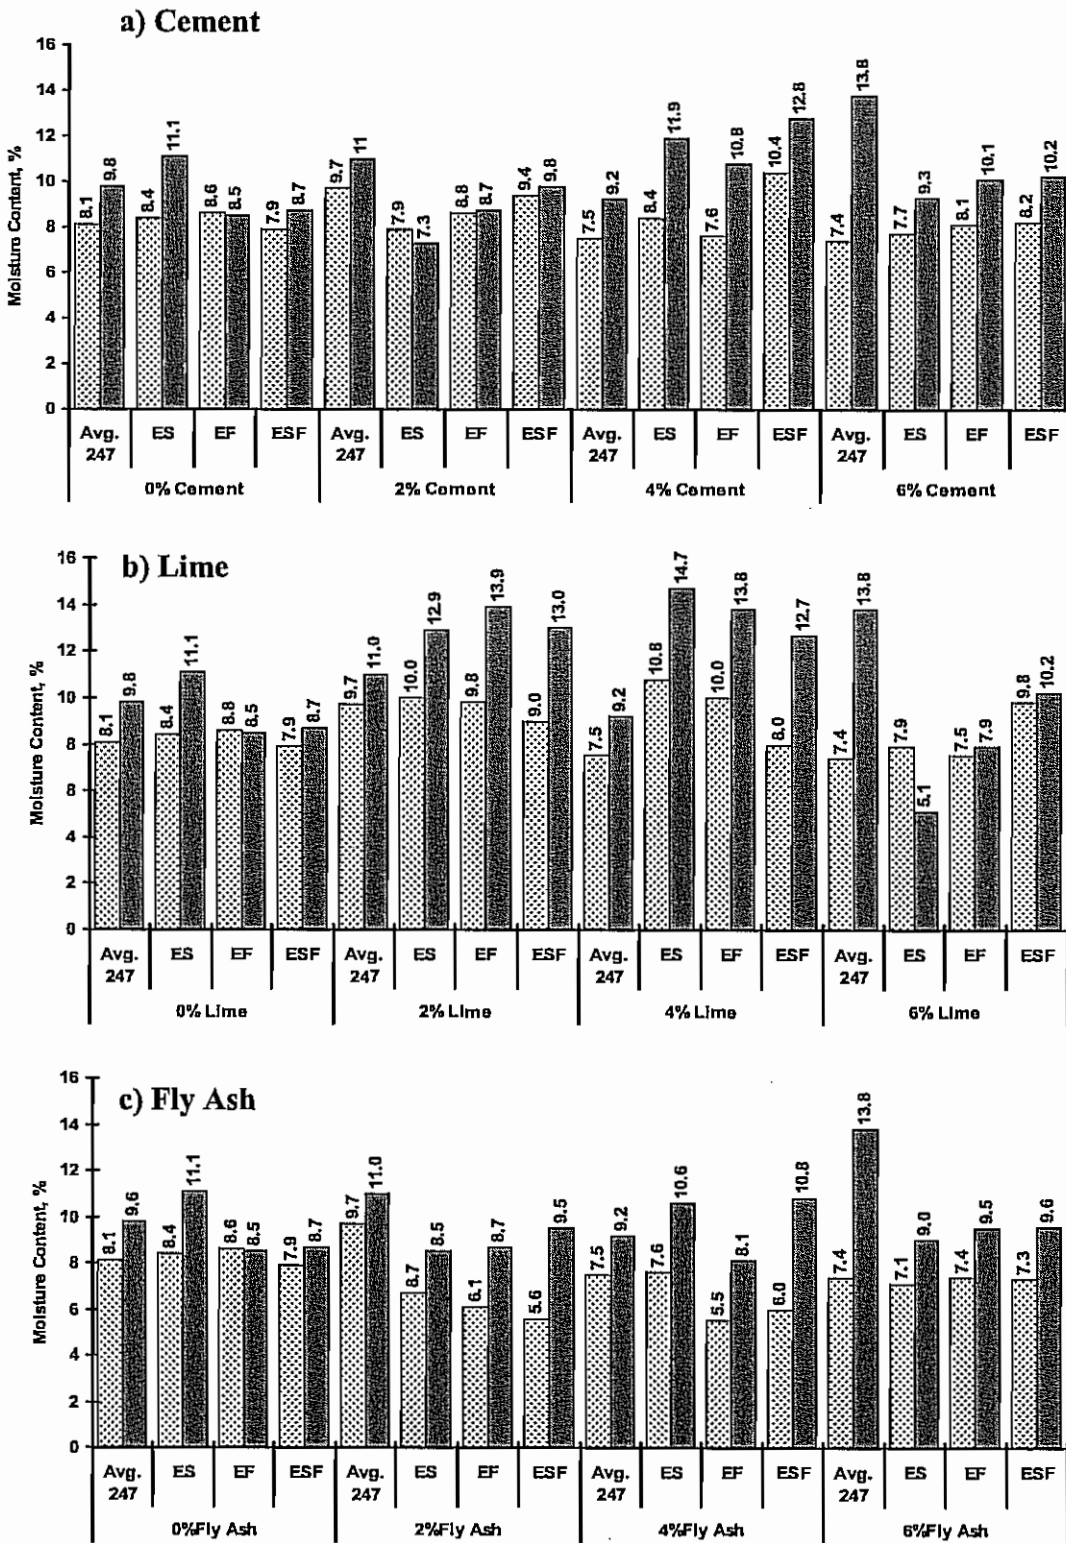 a) Cement
16
14
12
10
8
6
4
2
0
Moisture Content, %
8.1
9.8
8.4
11.1
8.6
8.5
7.9
8.7
9.7
11
7.9
7.3
8.8
8.7
9.4
9.8
7.5
9.2
8.4
11.9
7.6
10.8
10.4
12.8
7.4
13.8
7.7
9.3
8.1
10.1
8.2
10.2
Avg. 247
ES
EF
ESF
Avg. 247
ES
EF
ESF
Avg. 247
ES
EF
ESF
Avg. 247
ES
EF
ESF
0% Cement
2% Cement
4% Cement
6% Cement
b) Lime
16
14
12
10
8
8
4
2
0
Moisture Content, %
8.1
9.8
8.4
11.1
8.8
8.5
7.9
8.7
9.7
11.0
10.0
12.9
9.8
13.9
9.0
13.0
7.5
9.2
10.8
14.7
10.0
13.8
8.0
12.7
7.4
13.8
7.9
5.1
7.5
7.9
9.8
10.2
Avg. 247
ES
EF
ESF
Avg. 247
ES
EF
ESF
Avg. 247
ES
EF
ESF
Avg. 247
ES
EF
ESF
0% Lime
2% Lime
4% Lime
6% Lime
c) Fly Ash
16
14
12
10
8
6
4
2
0
Moisture Content, %
8.1
9.6
8.4
11.1
8.6
8.5
7.9
8.7
9.7
11.0
8.7
8.5
6.1
8.7
5.6
9.5
7.5
9.2
7.6
10.6
5.5
8.1
6.0
10.8
7.4
13.8
7.1
9.0
7.4
9.5
7.3
9.6
Avg. 247
ES
EF
ESF
Avg. 247
ES
EF
ESF
Avg. 247
ES
EF
ESF
Avg. 247
ES
EF
ESF
0%Fly Ash
2%Fly Ash
4%Fly Ash
6%Fly Ash